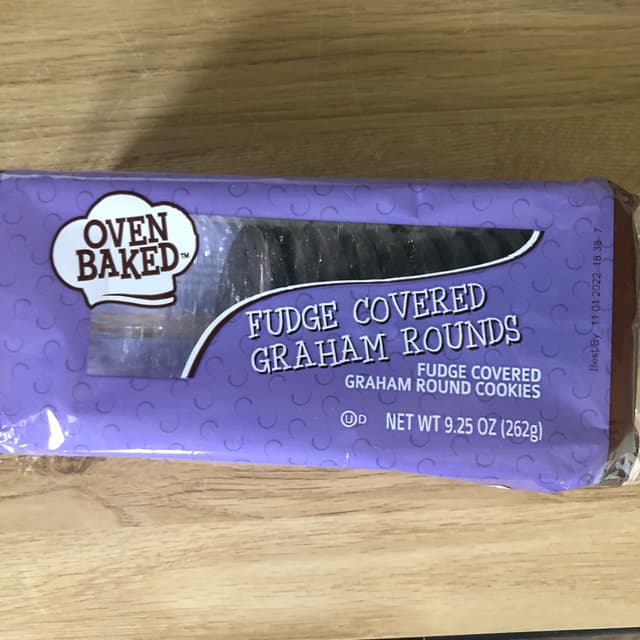 OVEN
BAKED™
FUDGE COVERED
GRAHAM ROUNDS
FUDGE COVERED
GRAHAM ROUND COOKIES
Ⓤ D NET WT 9.25 OZ (262g)
Best By 11 01 2022 18 38 7